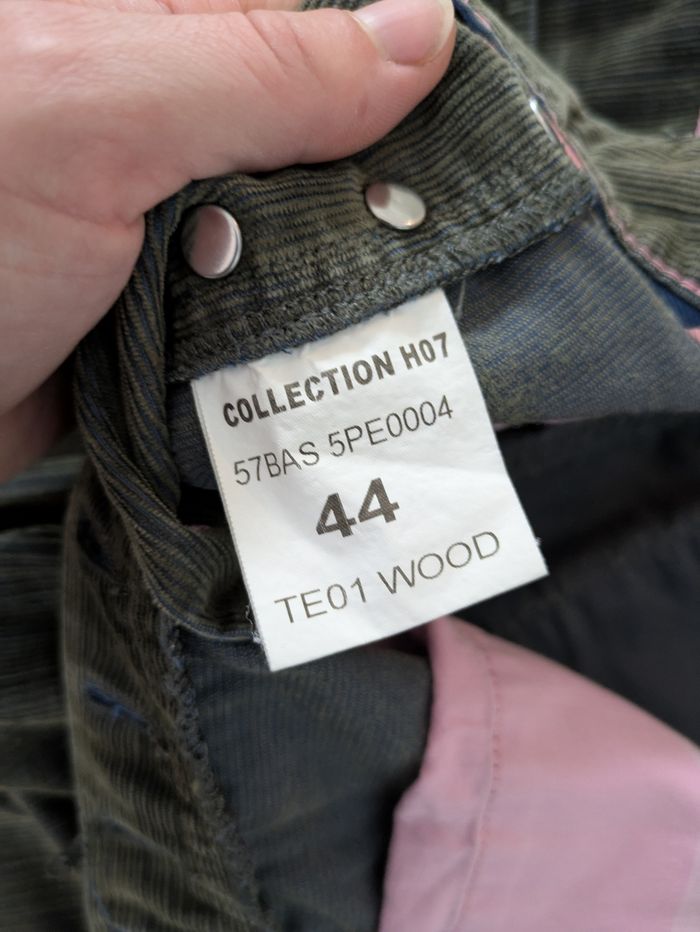 COLLECTION H07
57BAS 5PE0004
44
TE01 WOOD